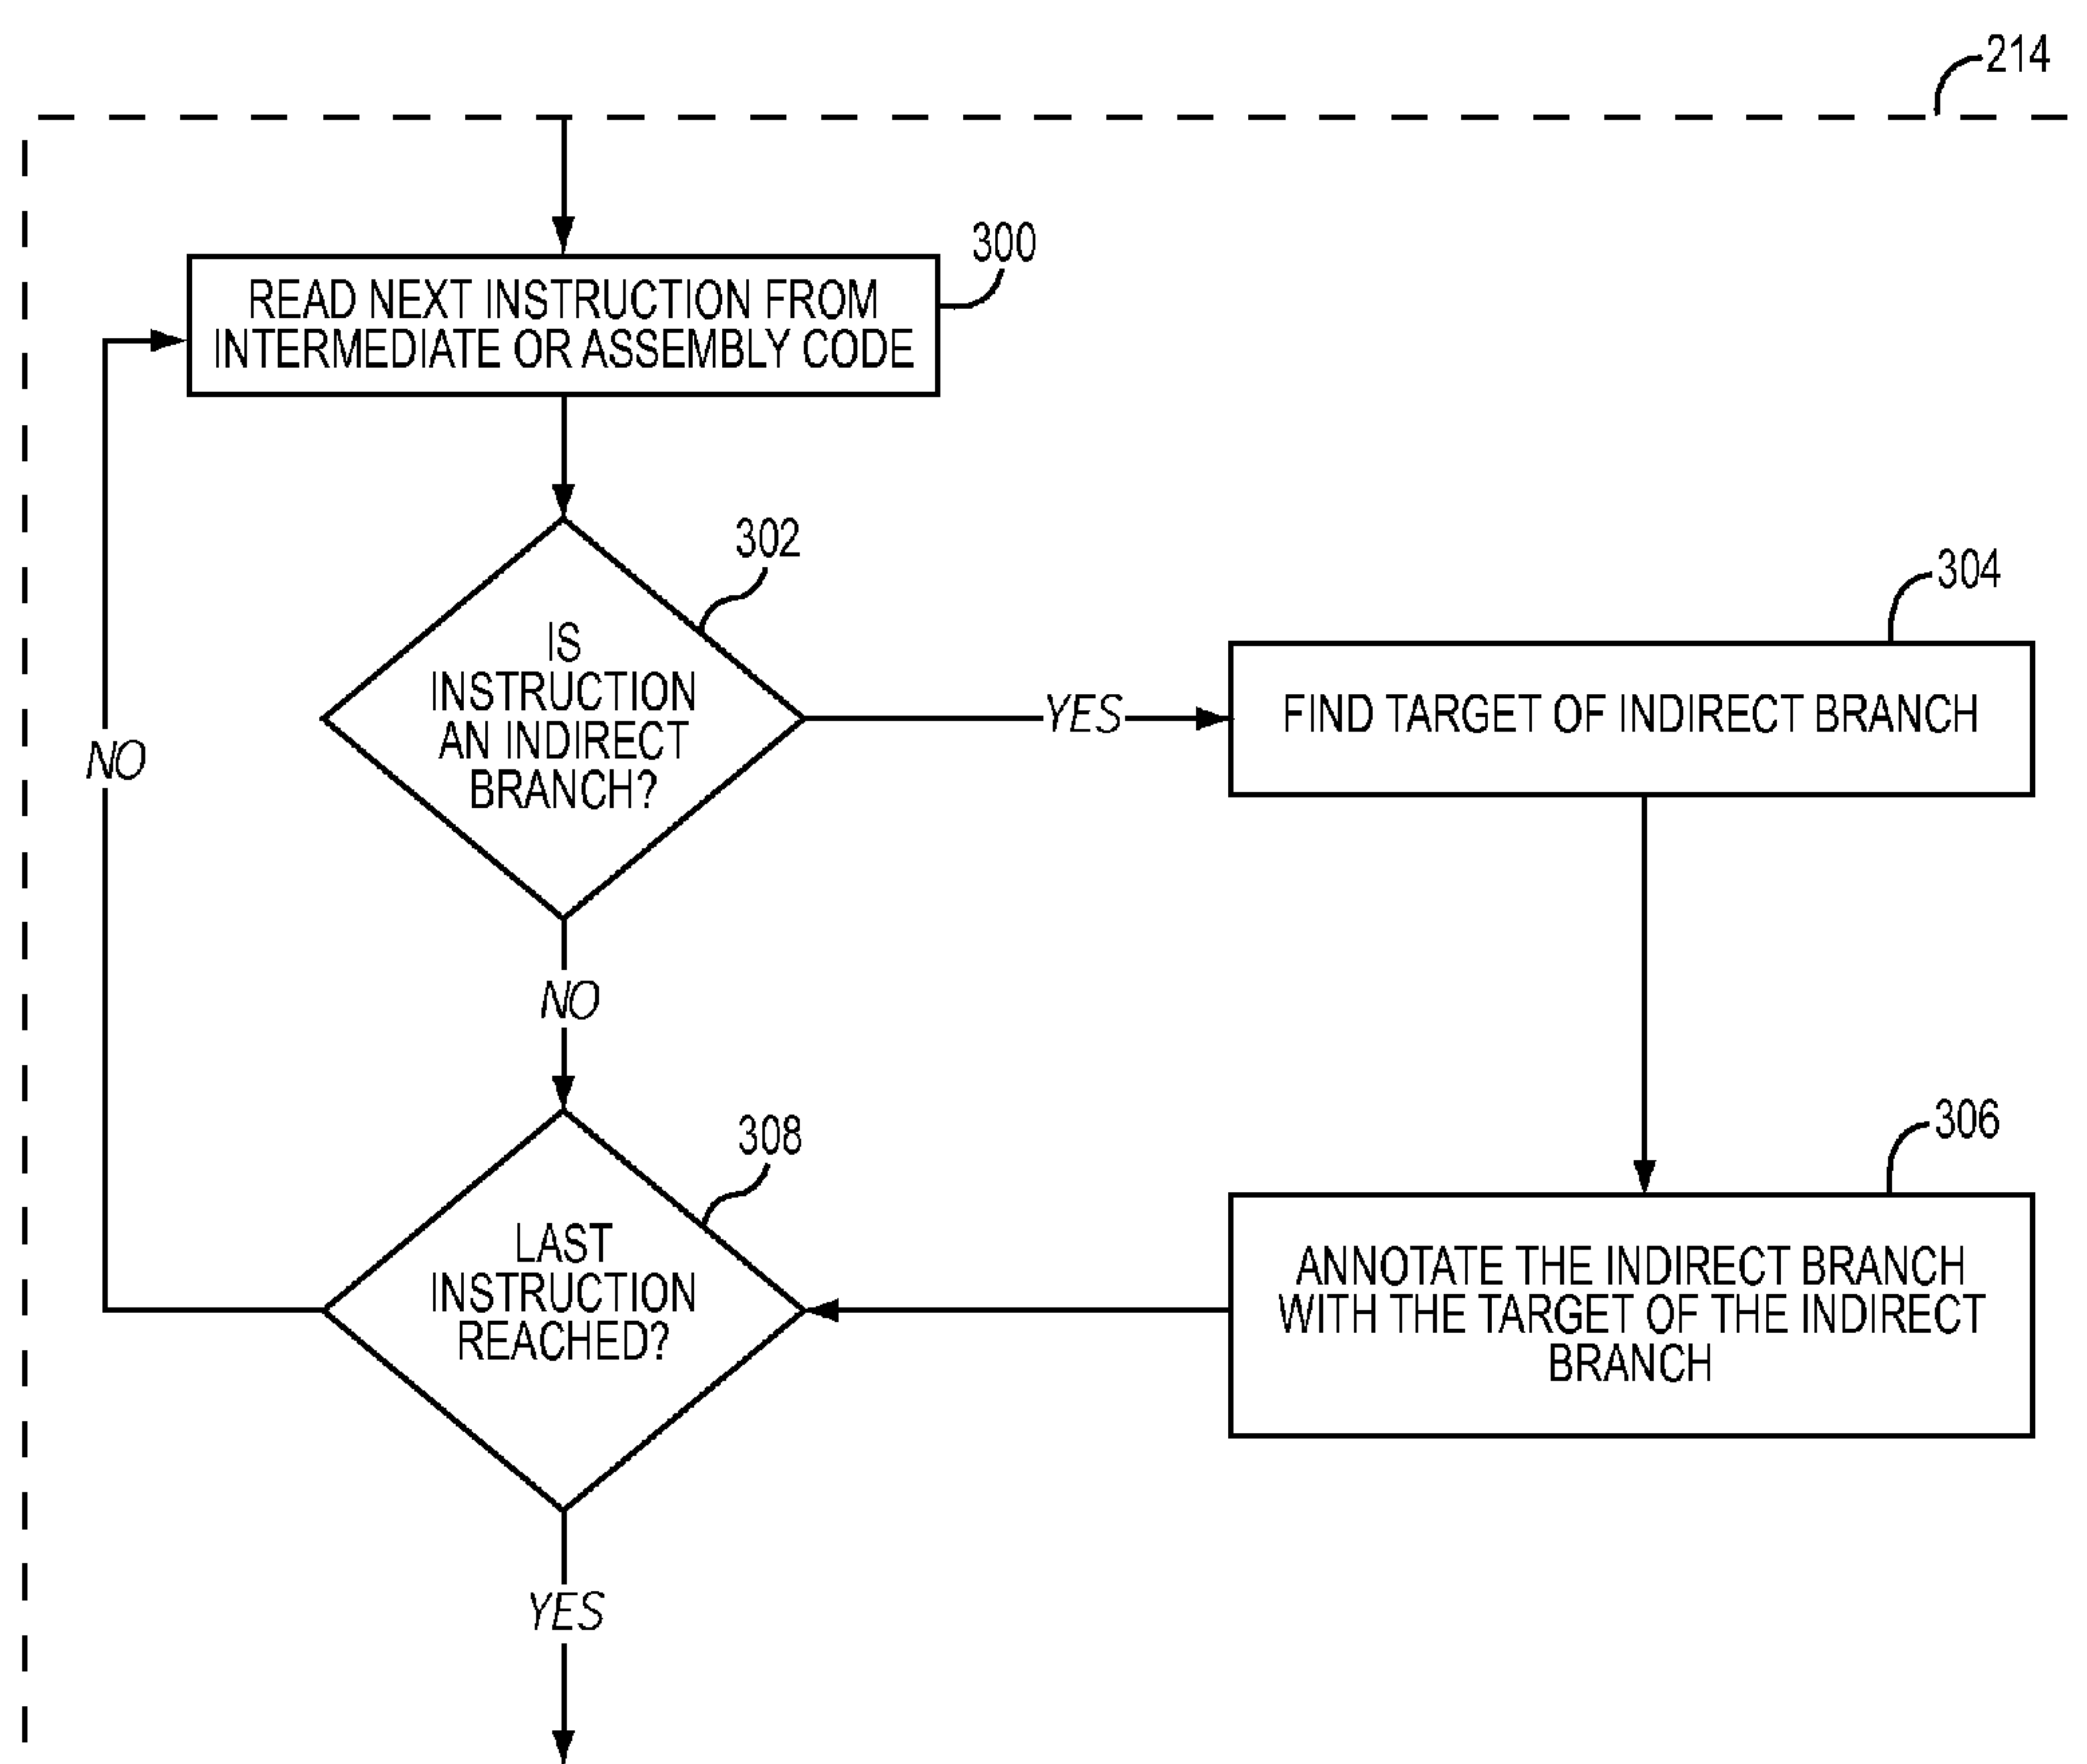 214
300
READ NEXT INSTRUCTION FROM
INTERMEDIATE OR ASSEMBLY CODE
302
IS
INSTRUCTION
AN INDIRECT
BRANCH?
YES
304
FIND TARGET OF INDIRECT BRANCH
NO
NO
308
LAST
INSTRUCTION
REACHED?
306
ANNOTATE THE INDIRECT BRANCH
WITH THE TARGET OF THE INDIRECT
BRANCH
YES